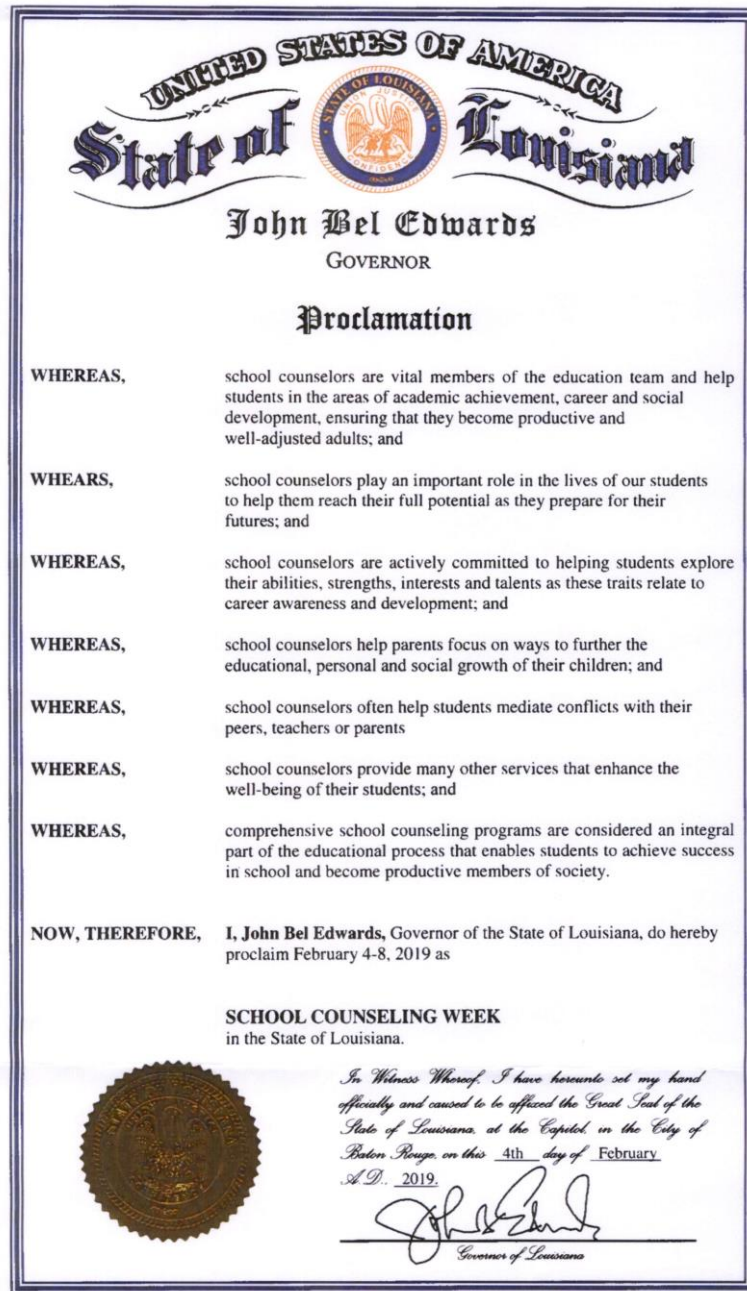 UNITED STATES OF AMERICA
State of Louisiana
STATE OF LOUISIANA
UNION JUSTICE
CONFIDENCE
John Bel Edwards
GOVERNOR
Proclamation
WHEREAS, school counselors are vital members of the education team and help
students in the areas of academic achievement, career and social
development, ensuring that they become productive and
well-adjusted adults; and
WHEARS, school counselors play an important role in the lives of our students
to help them reach their full potential as they prepare for their
futures; and
WHEREAS, school counselors are actively committed to helping students explore
their abilities, strengths, interests and talents as these traits relate to
career awareness and development; and
WHEREAS, school counselors help parents focus on ways to further the
educational, personal and social growth of their children; and
WHEREAS, school counselors often help students mediate conflicts with their
peers, teachers or parents
WHEREAS, school counselors provide many other services that enhance the
well-being of their students; and
WHEREAS, comprehensive school counseling programs are considered an integral
part of the educational process that enables students to achieve success
in school and become productive members of society.
NOW, THEREFORE, I, John Bel Edwards, Governor of the State of Louisiana, do hereby
proclaim February 4-8, 2019 as
SCHOOL COUNSELING WEEK
in the State of Louisiana.
In Witness Whereof, I have hereunto set my hand
officially and caused to be affixed the Great Seal of the
State of Louisiana, at the Capitol, in the City of
Baton Rouge, on this 4th day of February
A.D., 2019.
Governor of Louisiana